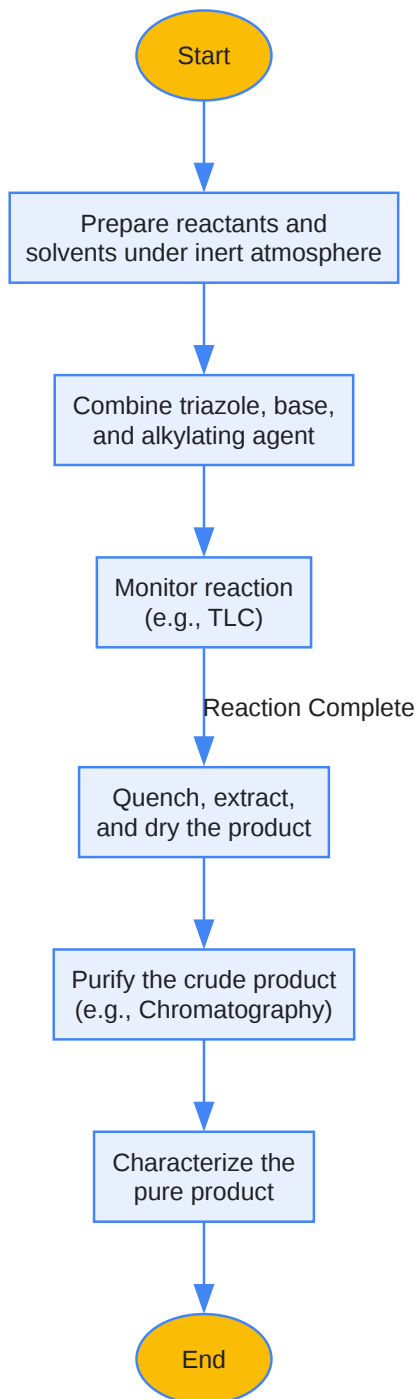 Start
Prepare reactants and
solvents under inert atmosphere
Combine triazole, base,
and alkylating agent
Monitor reaction
(e.g., TLC)
Reaction Complete
Quench, extract,
and dry the product
Purify the crude product
(e.g., Chromatography)
Characterize the
pure product
End